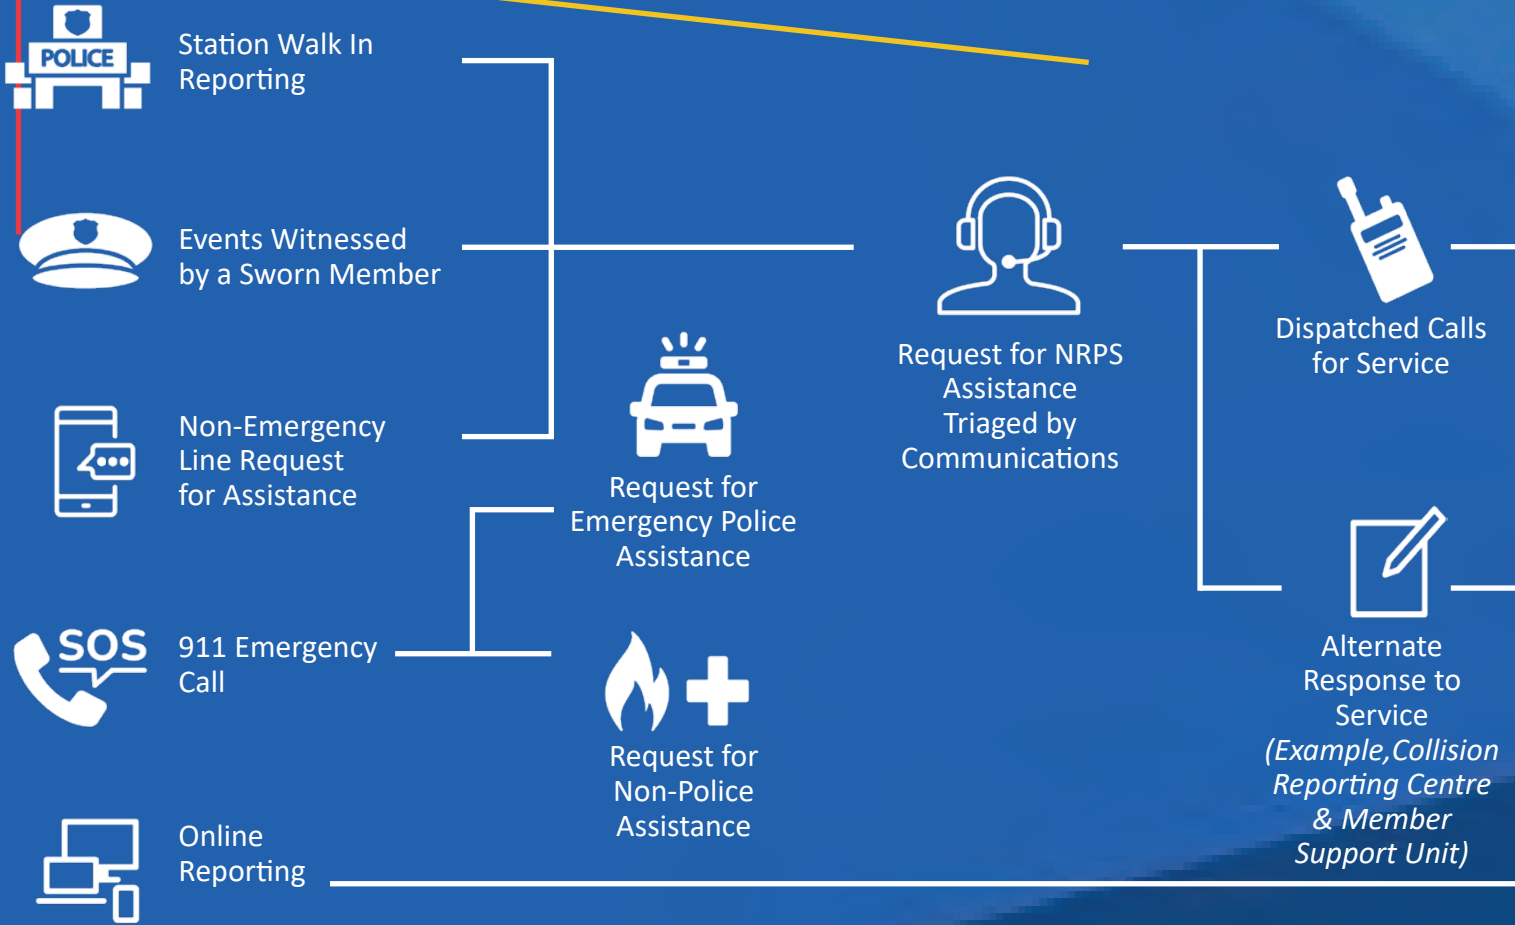 POLICE
Station Walk In
Reporting
Events Witnessed
by a Sworn Member
Non-Emergency
Line Request
for Assistance
SOS
911 Emergency
Call
Online
Reporting
Request for
Emergency Police
Assistance
Request for
Non-Police
Assistance
Request for NRPS
Assistance
Triaged by
Communications
Dispatched Calls
for Service
Alternate
Response to
Service
(Example,Collision
Reporting Centre
& Member
Support Unit)